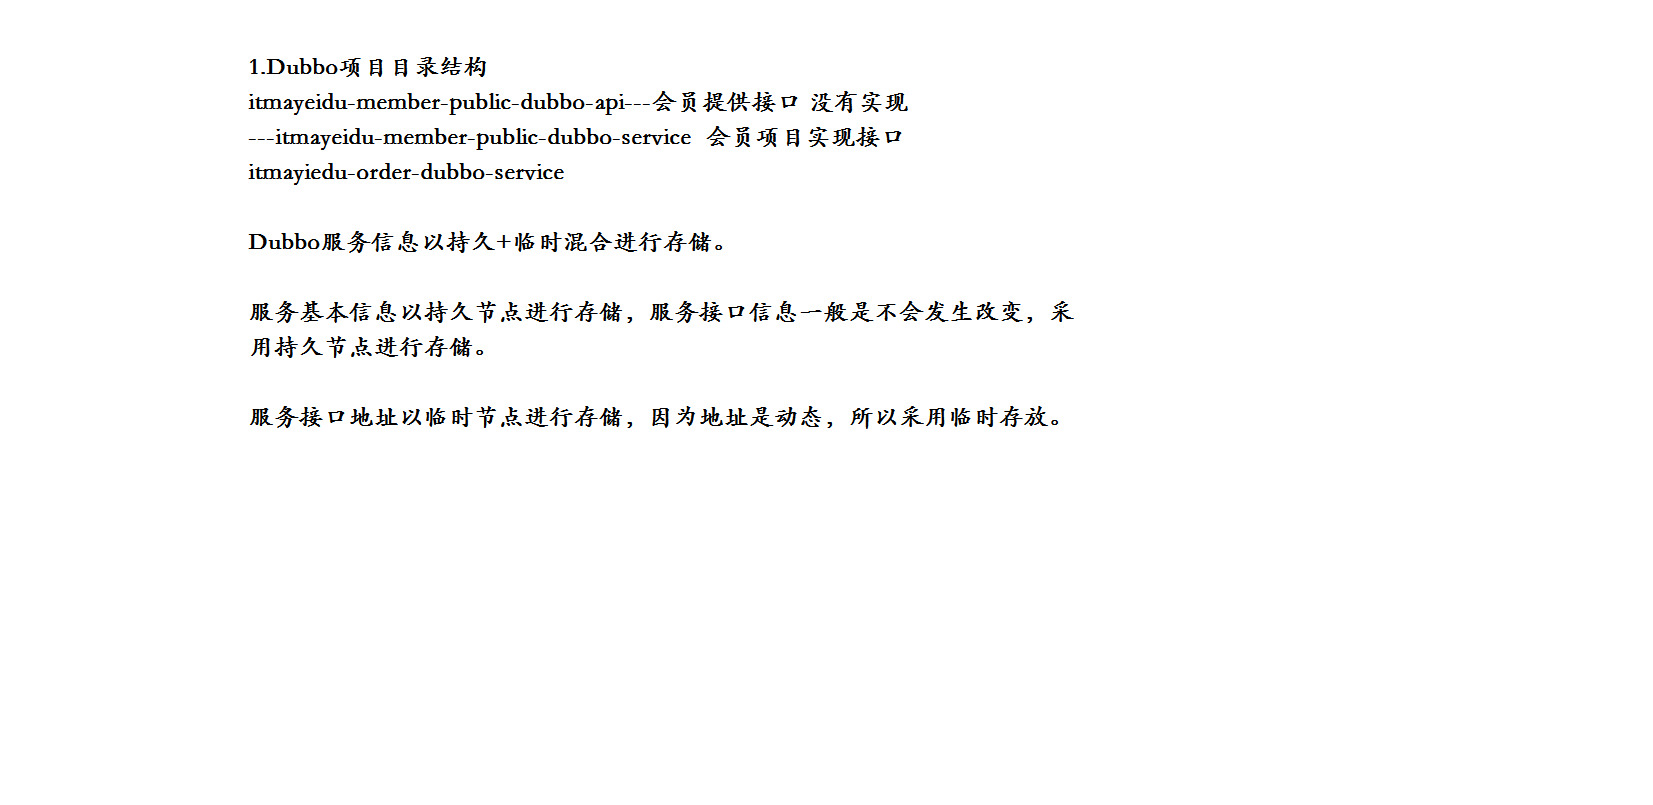 1.Dubbo项目目录结构
itmayeidu-member-public-dubbo-api---会员提供接口 没有实现
---itmayeidu-member-public-dubbo-service  会员项目实现接口
itmayiedu-order-dubbo-service
Dubbo服务信息以持久+临时混合进行存储。
服务基本信息以持久节点进行存储，服务接口信息一般是不会发生改变，采
用持久节点进行存储。
服务接口地址以临时节点进行存储，因为地址是动态，所以采用临时存放。